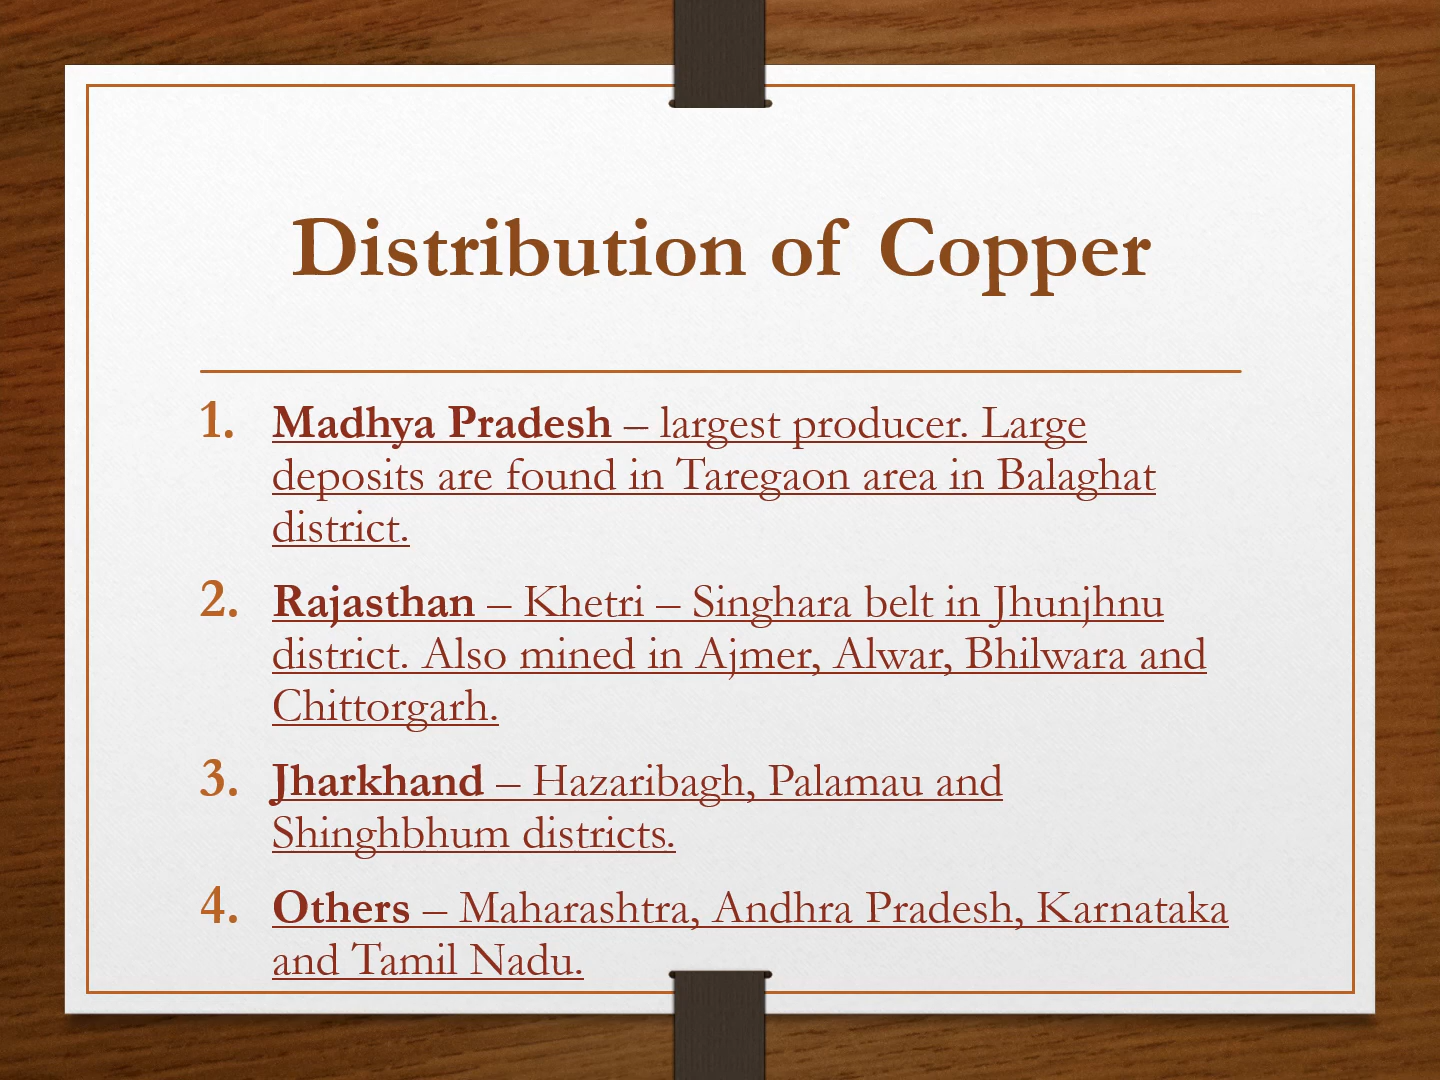 Distribution of Copper
1. Madhya Pradesh – largest producer. Large
deposits are found in Taregaon area in Balaghat
district.
2. Rajasthan – Khetri – Singhara belt in Jhunjhnu
district. Also mined in Ajmer, Alwar, Bhilwara and
Chittorgarh.
3. Jharkhand – Hazaribagh, Palamau and
Shinghbhum districts.
4. Others – Maharashtra, Andhra Pradesh, Karnataka
and Tamil Nadu.